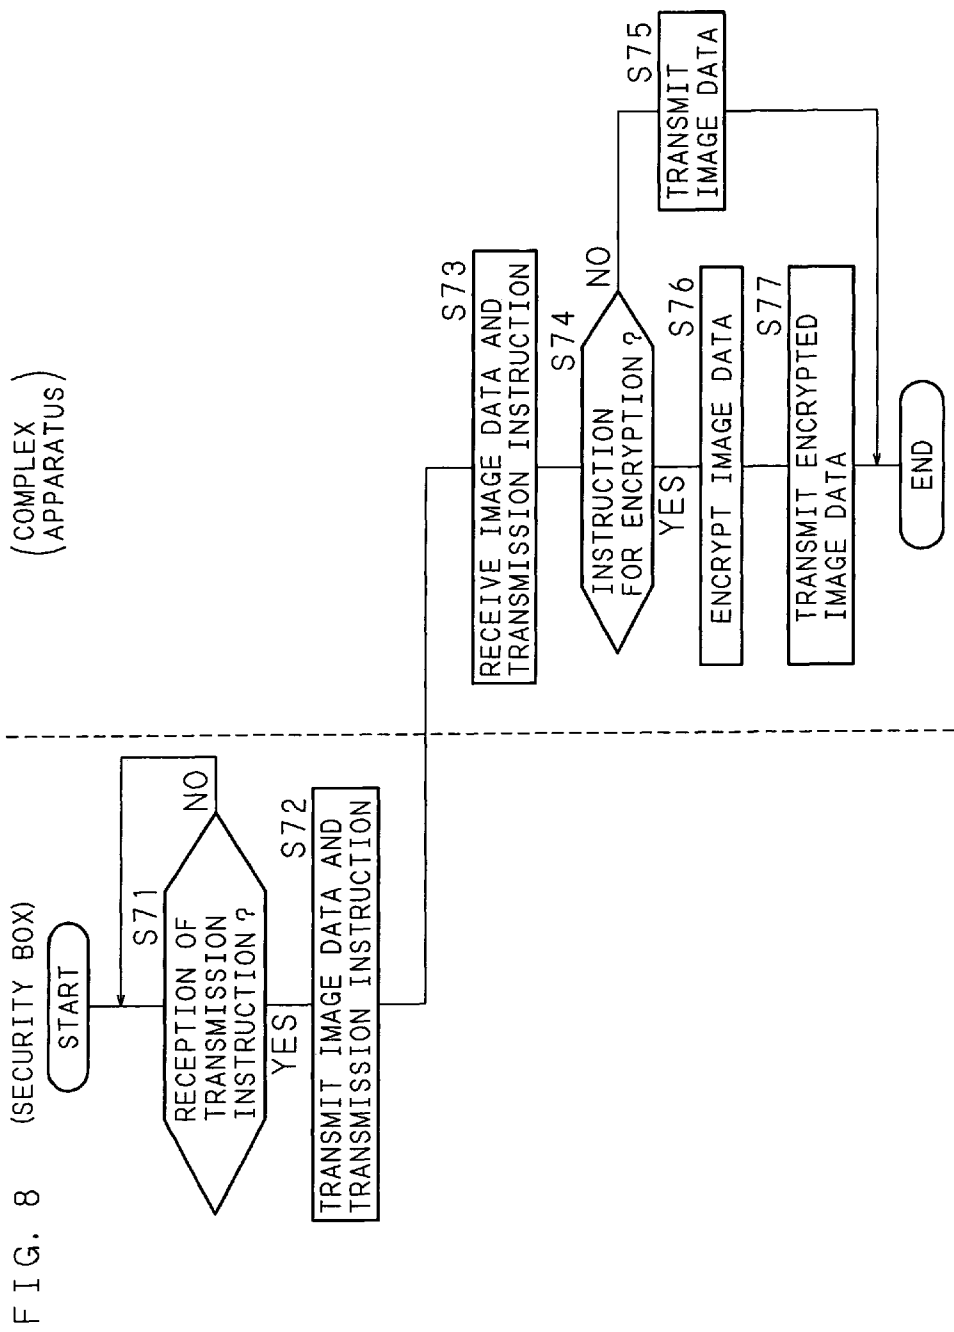 FIG. 8
(SECURITY BOX)
(COMPLEX
APPARATUS)
START
S71
RECEPTION OF
TRANSMISSION
INSTRUCTION?
NO
YES
S72
TRANSMIT IMAGE DATA AND
TRANSMISSION INSTRUCTION
S73
RECEIVE IMAGE DATA AND
TRANSMISSION INSTRUCTION
S74
INSTRUCTION
FOR ENCRYPTION?
NO
YES
S75
TRANSMIT
IMAGE DATA
S76
ENCRYPT IMAGE DATA
S77
TRANSMIT ENCRYPTED
IMAGE DATA
END